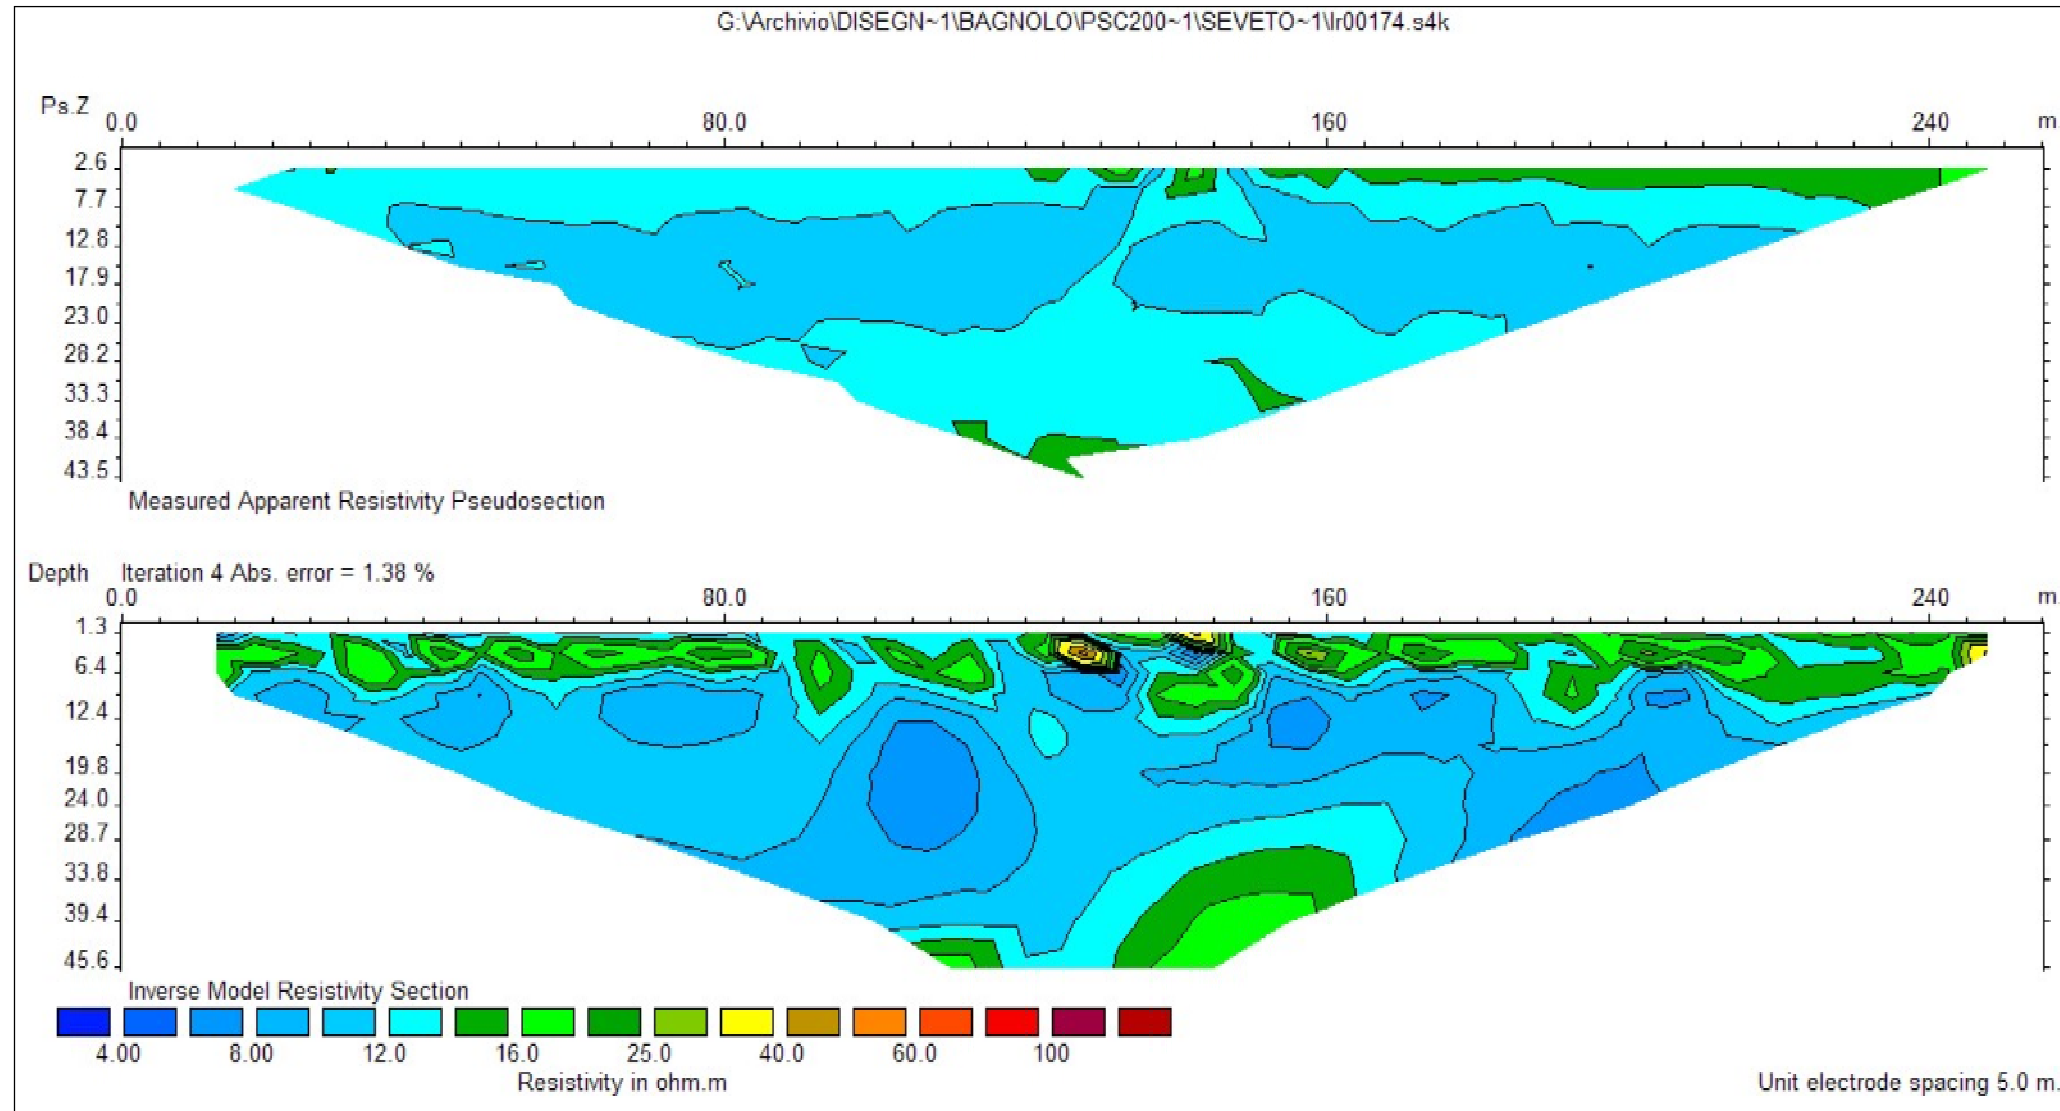 G:\Archivio\DISEGN~1\BAGNOLO\PSC200~1\SEVETO~1\lr00174.s4k
Ps.Z
0.0 80.0 160 240 m.
2.6
7.7
12.8
17.9
23.0
28.2
33.3
38.4
43.5
Measured Apparent Resistivity Pseudosection
Depth Iteration 4 Abs. error = 1.38 %
0.0 80.0 160 240 m.
1.3
6.4
12.4
19.8
24.0
28.7
33.8
39.4
45.6
Inverse Model Resistivity Section
4.00 8.00 12.0 16.0 25.0 40.0 60.0 100
Resistivity in ohm.m
Unit electrode spacing 5.0 m.